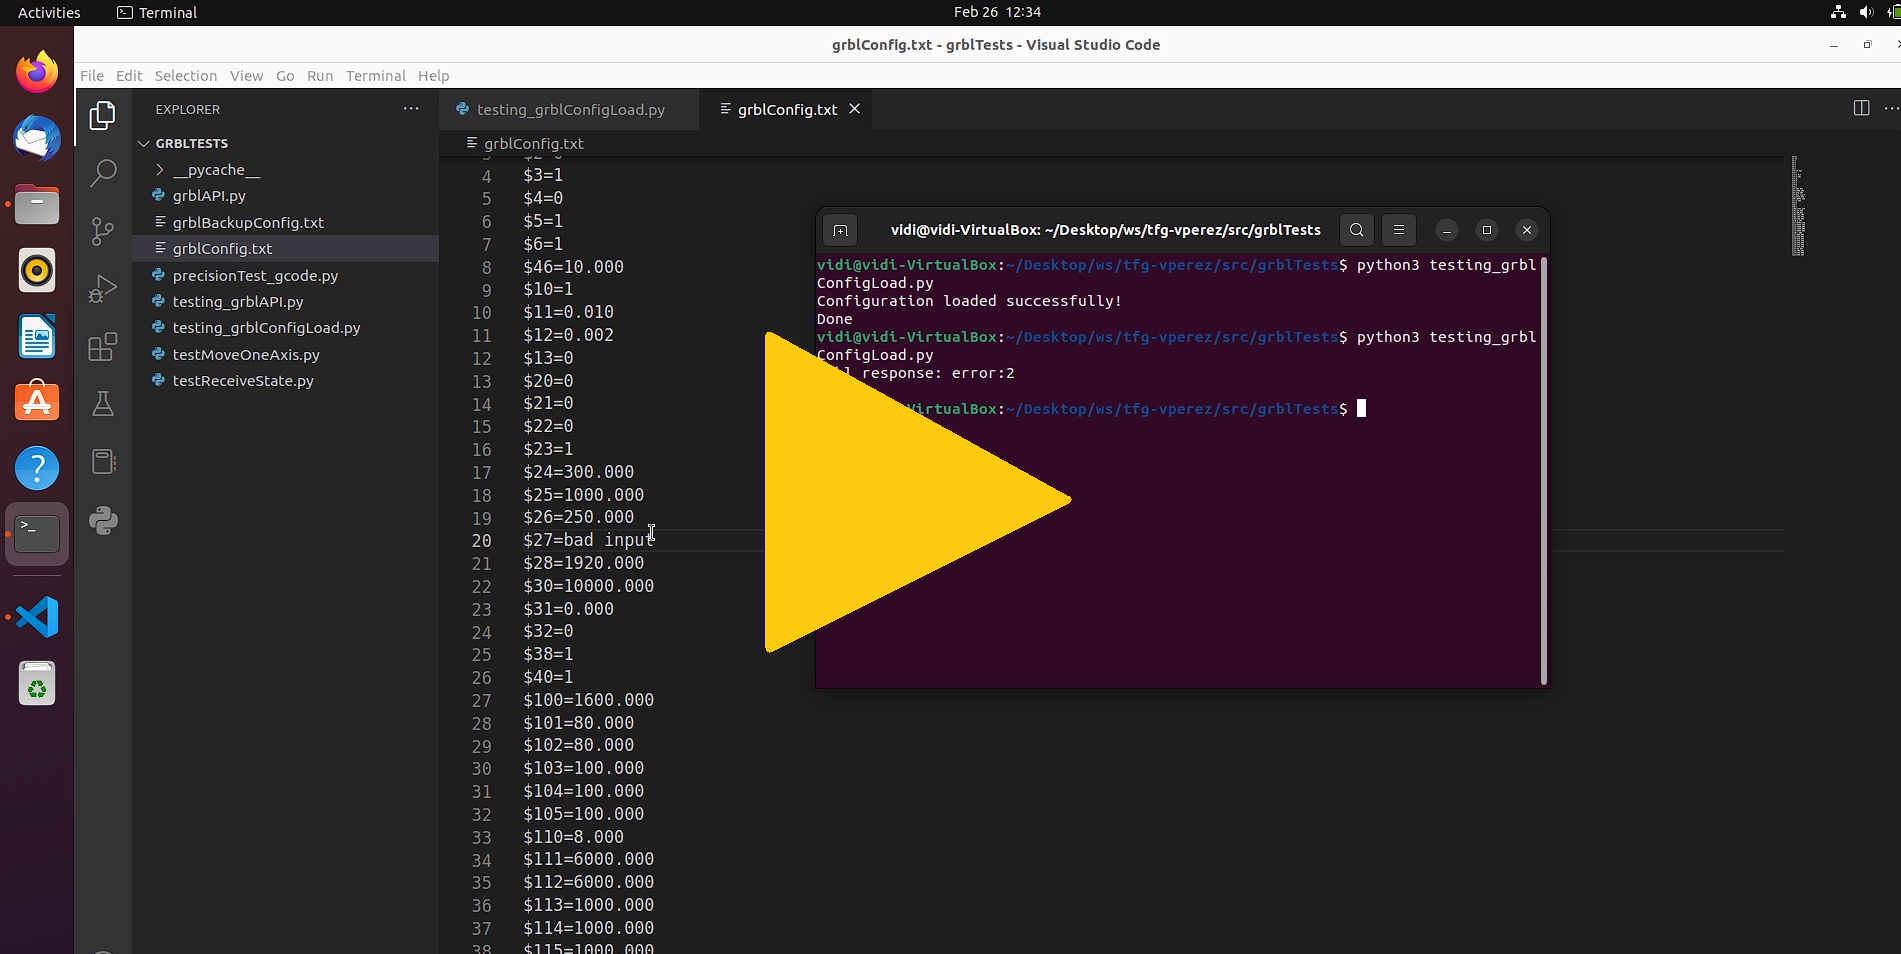 Activities
Terminal
Feb 26 12:34
grblConfig.txt - grblTests - Visual Studio Code
File Edit Selection View Go Run Terminal Help
EXPLORER
GRBLTESTS
__pycache__
grblAPI.py
grblBackupConfig.txt
grblConfig.txt
precisionTest_gcode.py
testing_grblAPI.py
testing_grblConfigLoad.py
testMoveOneAxis.py
testReceiveState.py
testing_grblConfigLoad.py
grblConfig.txt
grblConfig.txt
4 $3=1
5 $4=0
6 $5=1
7 $6=1
8 $46=10.000
9 $10=1
10 $11=0.010
11 $12=0.002
12 $13=0
13 $20=0
14 $21=0
15 $22=0
16 $23=1
17 $24=300.000
18 $25=1000.000
19 $26=250.000
20 $27=bad input
21 $28=1920.000
22 $30=10000.000
23 $31=0.000
24 $32=0
25 $38=1
26 $40=1
27 $100=1600.000
28 $101=80.000
29 $102=80.000
30 $103=100.000
31 $104=100.000
32 $105=100.000
33 $110=8.000
34 $111=6000.000
35 $112=6000.000
36 $113=1000.000
37 $114=1000.000
38 $115=1000.000
vidi@vidi-VirtualBox: ~/Desktop/ws/tfg-vperez/src/grblTests
vidi@vidi-VirtualBox:~/Desktop/ws/tfg-vperez/src/grblTests$ python3 testing_grbl
ConfigLoad.py
Configuration loaded successfully!
Done
vidi@vidi-VirtualBox:~/Desktop/ws/tfg-vperez/src/grblTests$ python3 testing_grbl
ConfigLoad.py
response: error:2
VirtualBox:~/Desktop/ws/tfg-vperez/src/grblTests$